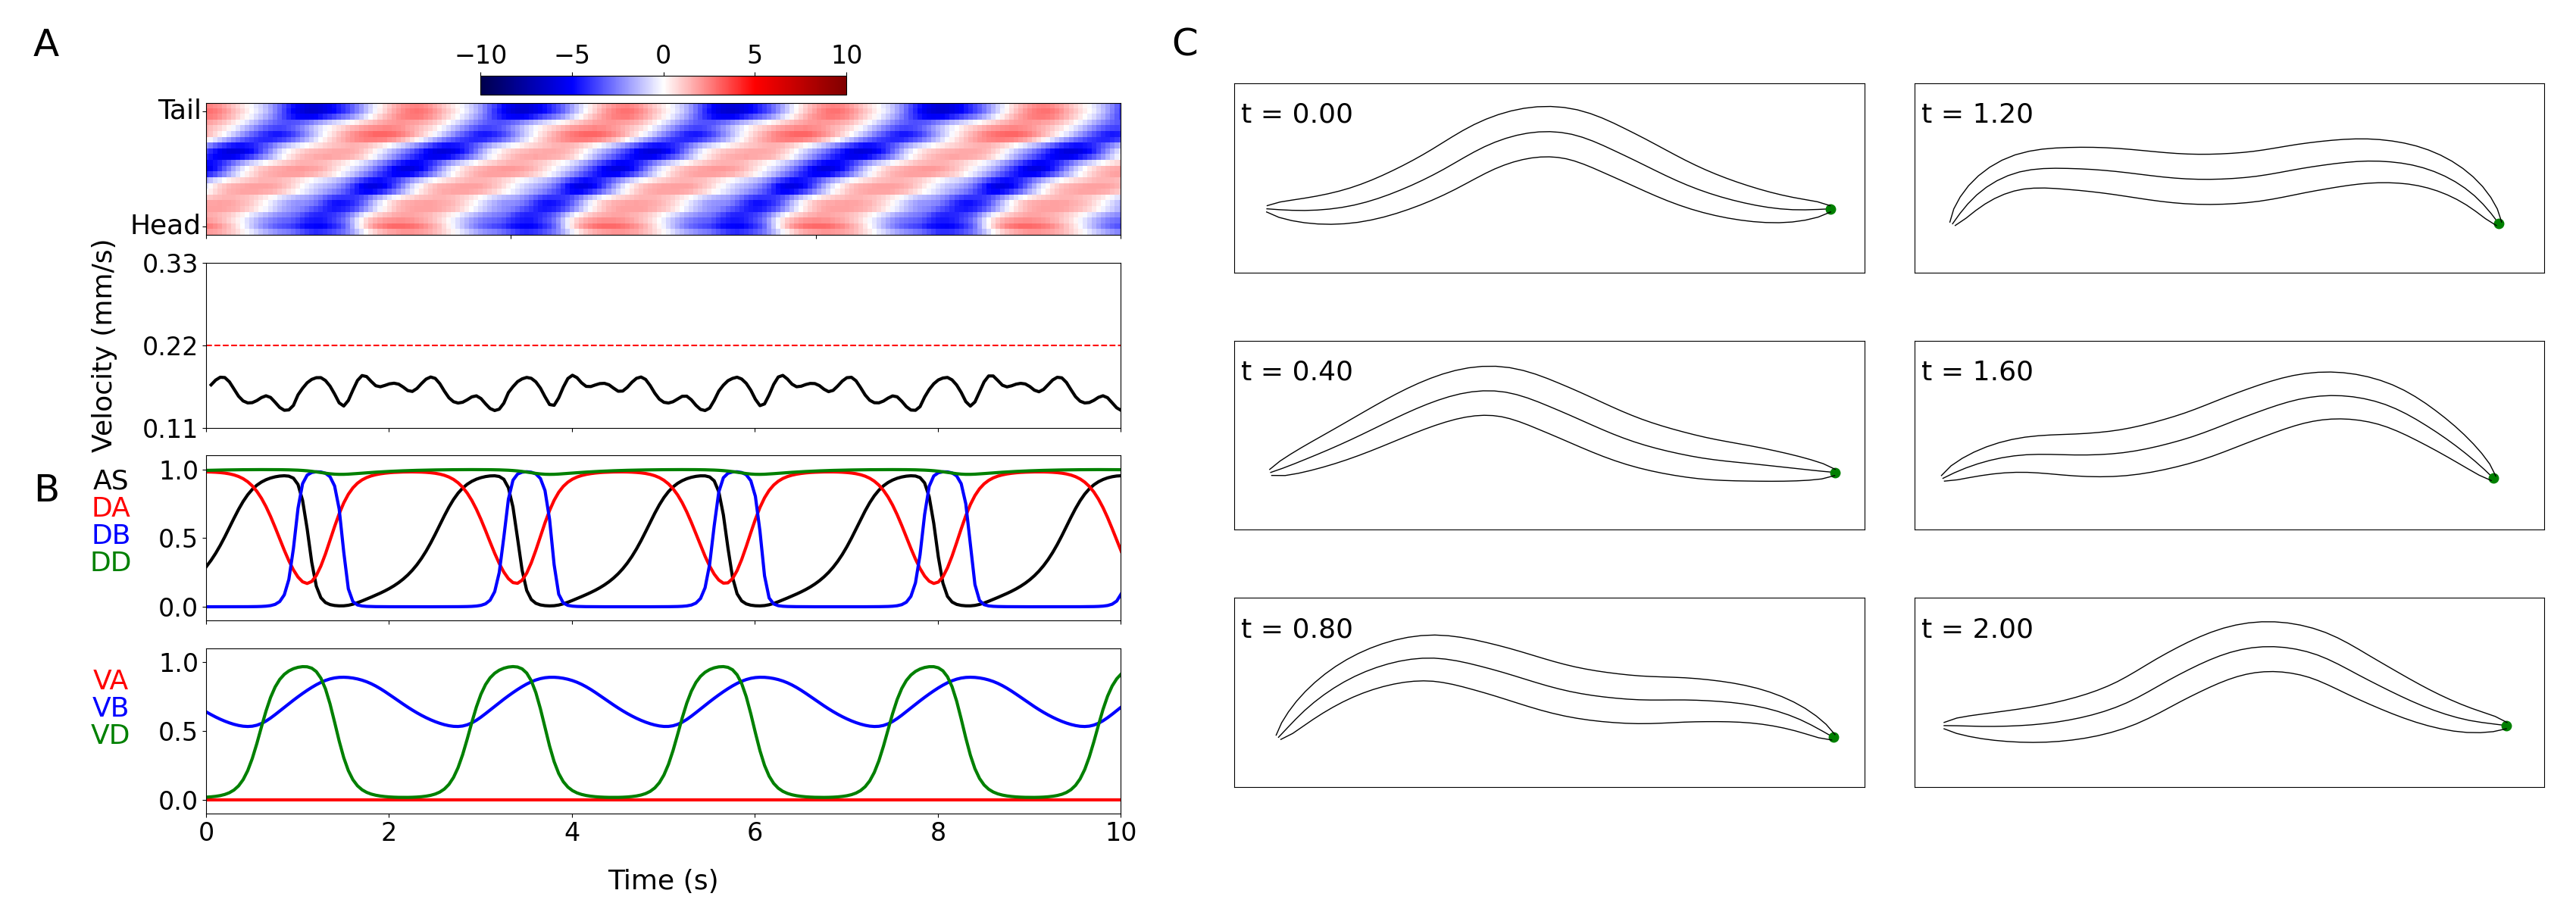 A
−10 −5 0 5 10
Tail
Head
Velocity (mm/s)
0.33
0.22
0.11
B
AS
DA
DB
DD
1.0
0.5
0.0
VA
VB
VD
1.0
0.5
0.0
0 2 4 6 8 10
Time (s)
C
t = 0.00
t = 1.20
t = 0.40
t = 1.60
t = 0.80
t = 2.00